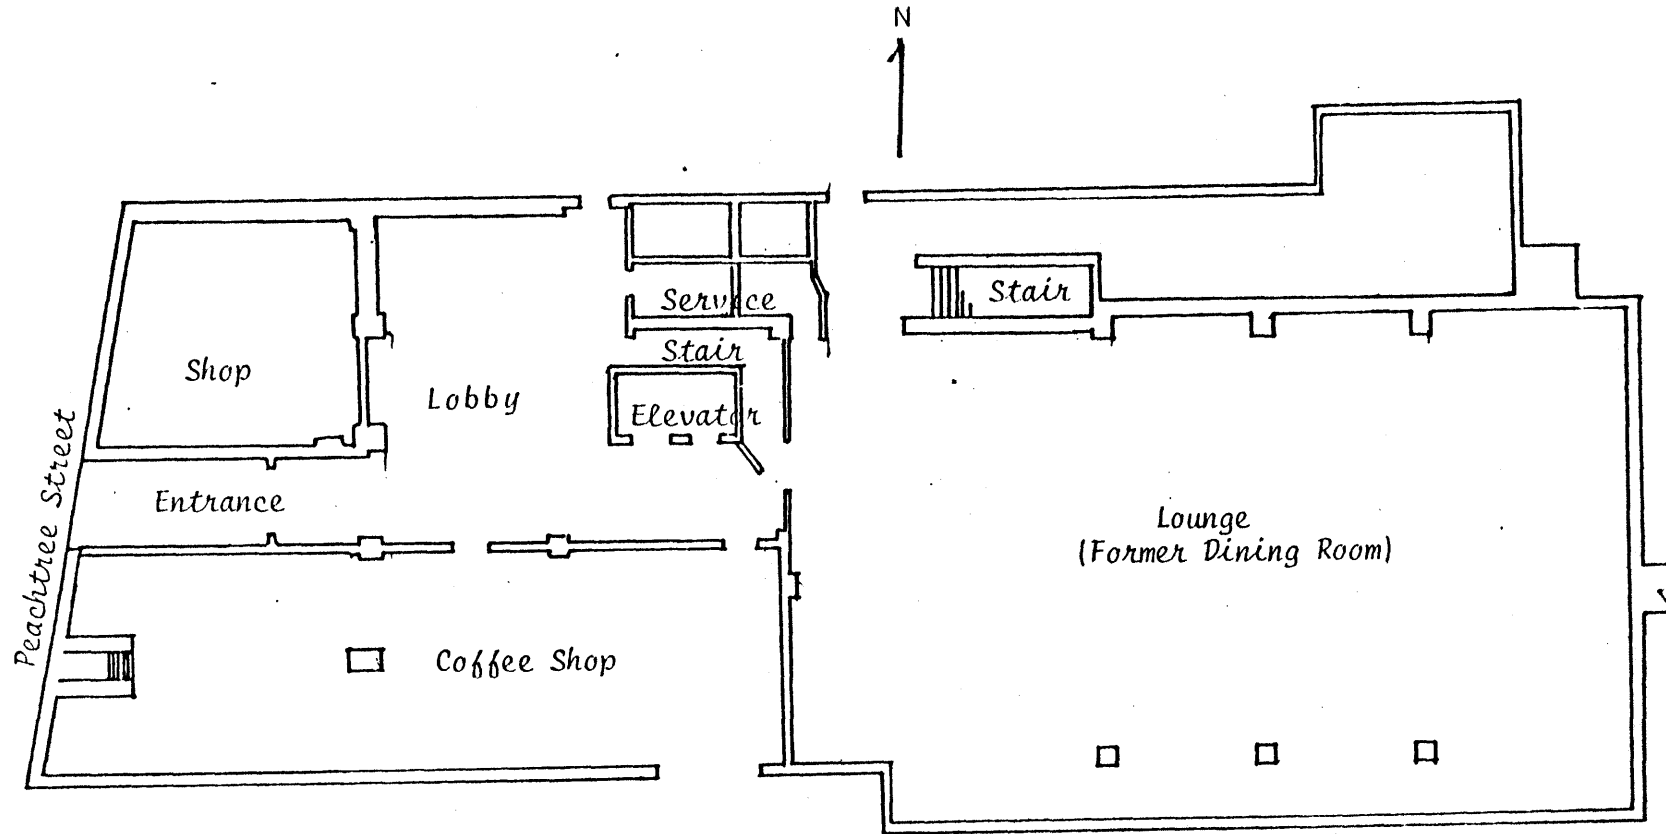 N
Service
Stair
Stair
Shop
Lobby
Elevator
Peachtree Street
Entrance
Lounge
(Former Dining Room)
Coffee Shop